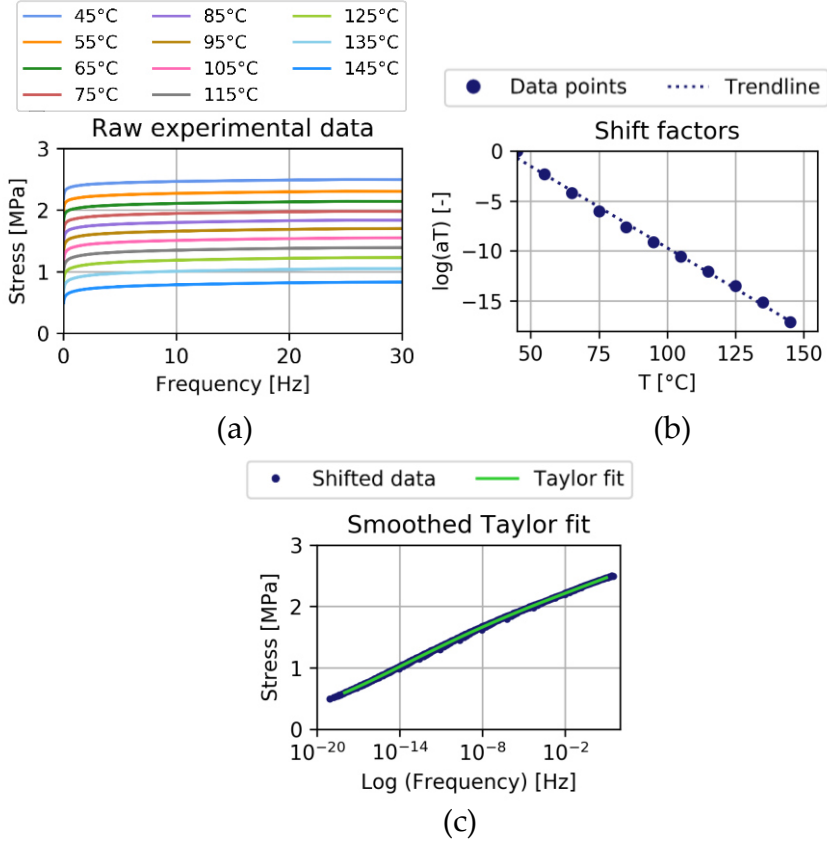 45°C 85°C 125°C
55°C 95°C 135°C
65°C 105°C 145°C
75°C 115°C
Raw experimental data
3
2
1
0
Stress [MPa]
0 10 20 30
Frequency [Hz]
(a)
Data points Trendline
Shift factors
0
−5
−10
−15
log(aT) [-]
50 75 100 125 150
T [°C]
(b)
Shifted data Taylor fit
Smoothed Taylor fit
3
2
1
0
Stress [MPa]
10⁻²⁰ 10⁻¹⁴ 10⁻⁸ 10⁻²
Log (Frequency) [Hz]
(c)